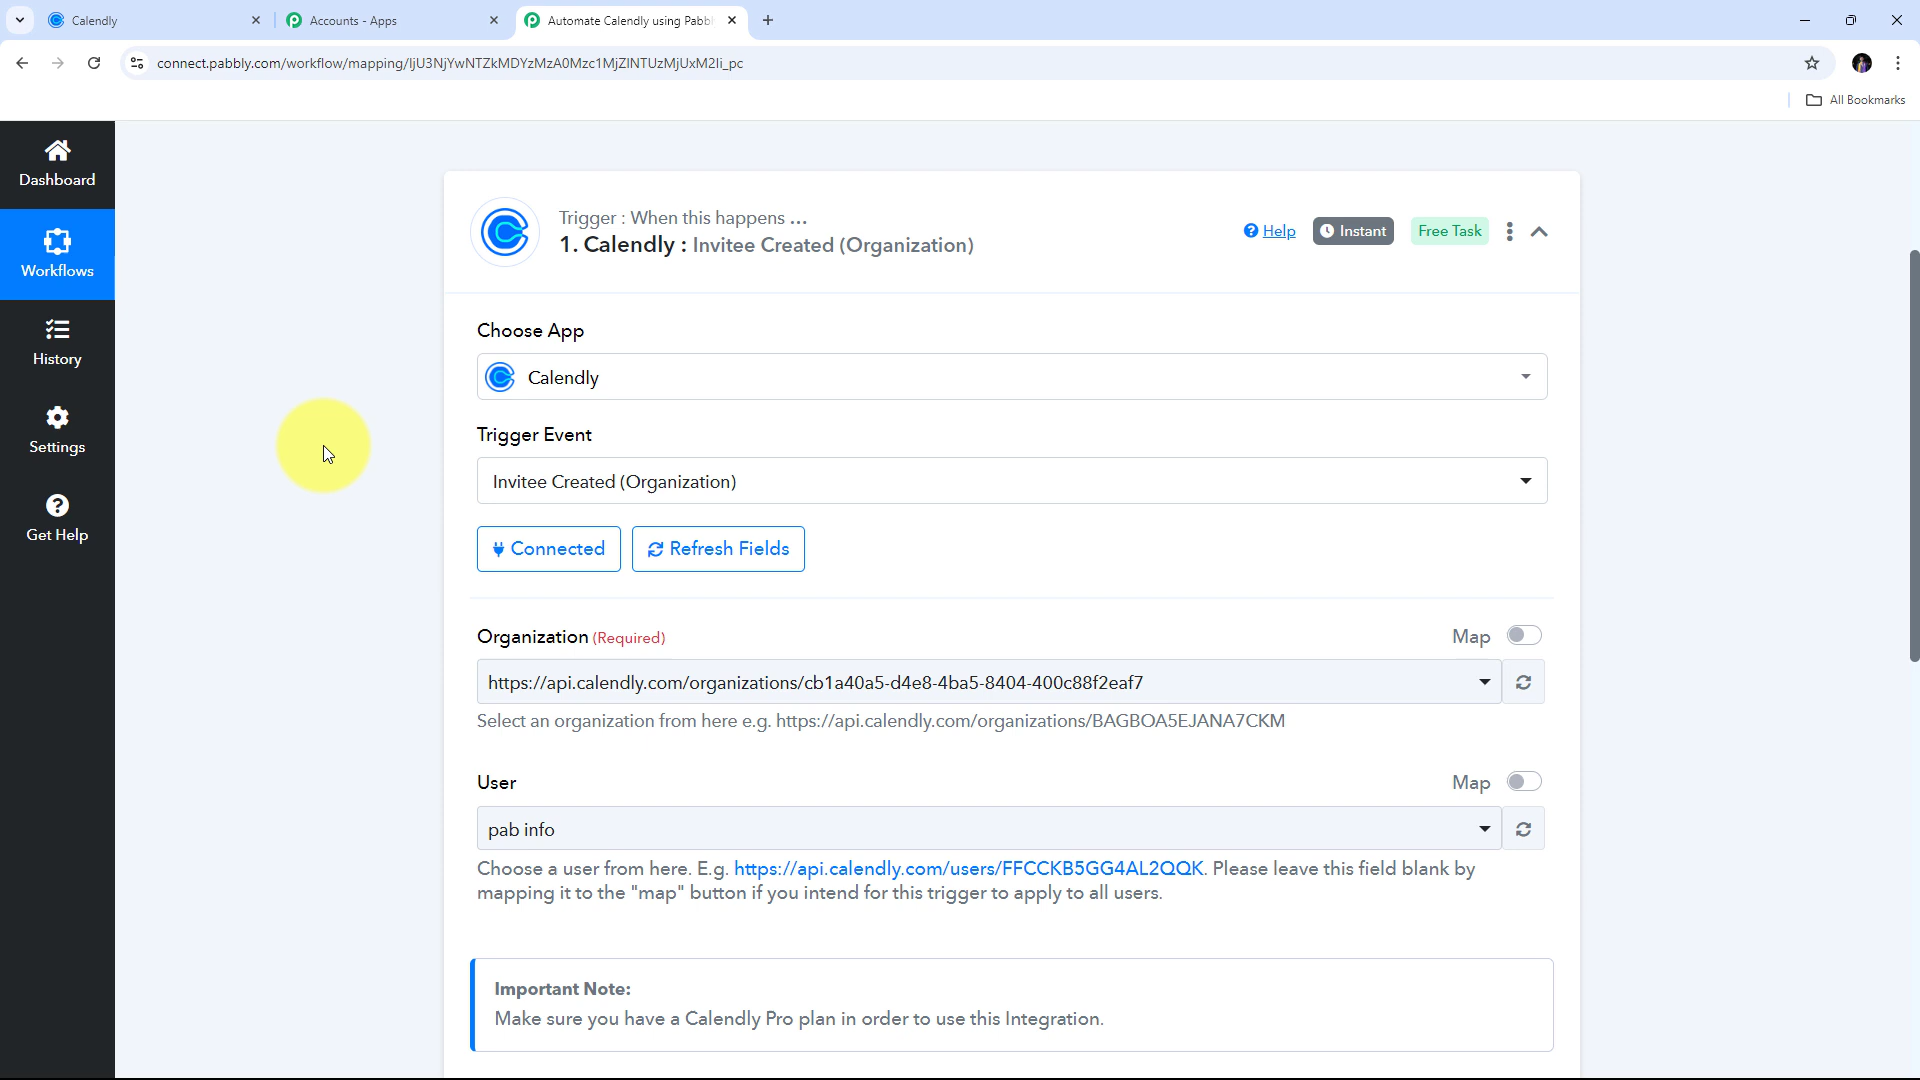 Calendly
Accounts - Apps
Automate Calendly using Pabbl
connect.pabbly.com/workflow/mapping/IjU3NjYwNTZkMDYzMzA0Mzc1MjZlNTUzMjUxM2Ii_pc
All Bookmarks
Dashboard
Workflows
History
Settings
Get Help
Trigger : When this happens ...
1. Calendly : Invitee Created (Organization)
Help
Instant
Free Task
Choose App
Calendly
Trigger Event
Invitee Created (Organization)
Connected
Refresh Fields
Organization (Required)
Map
https://api.calendly.com/organizations/cb1a40a5-d4e8-4ba5-8404-400c88f2eaf7
Select an organization from here e.g. https://api.calendly.com/organizations/BAGBOA5EJANA7CKM
User
Map
pab info
Choose a user from here. E.g. https://api.calendly.com/users/FFCCKB5GG4AL2QQK. Please leave this field blank by
mapping it to the "map" button if you intend for this trigger to apply to all users.
Important Note:
Make sure you have a Calendly Pro plan in order to use this Integration.